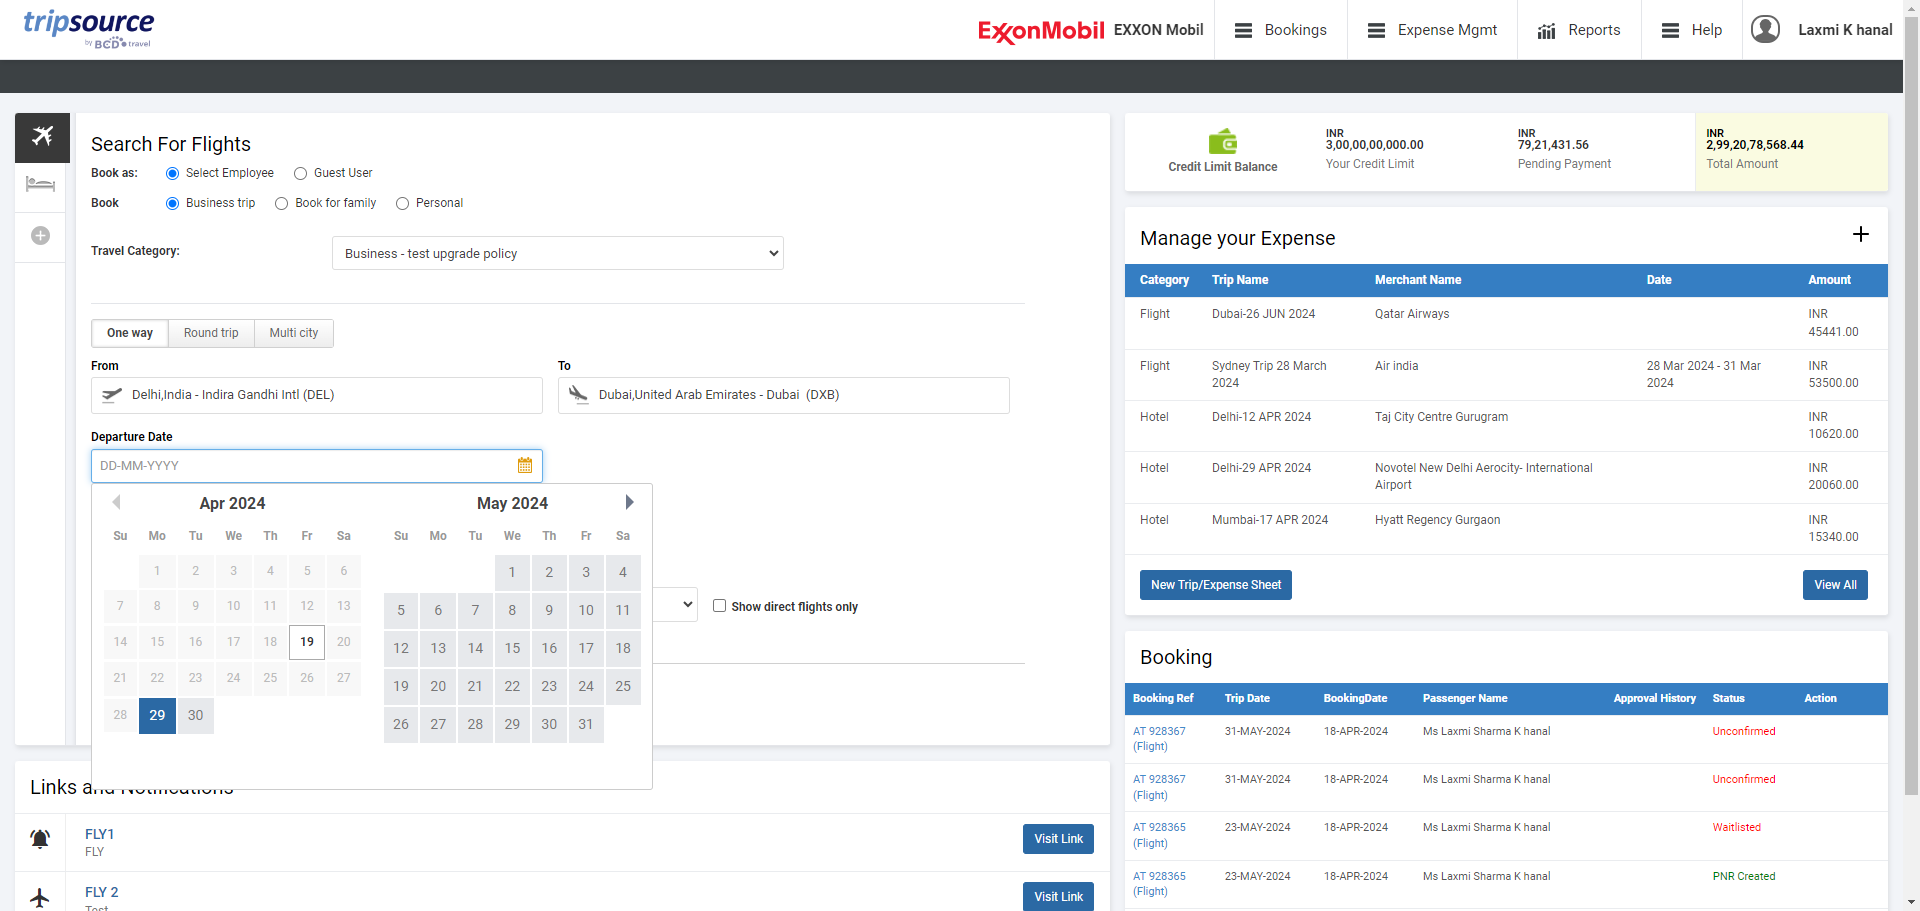 tripsource
by BCD travel
ExxonMobil EXXON Mobil
Bookings
Expense Mgmt
Reports
Help
Laxmi K hanal
Search For Flights
Book as: Select Employee Guest User
Book Business trip Book for family Personal
Travel Category: Business - test upgrade policy
One way Round trip Multi city
From To
Delhi,India - Indira Gandhi Intl (DEL) Dubai,United Arab Emirates - Dubai (DXB)
Departure Date
DD-MM-YYYY
Apr 2024
Su Mo Tu We Th Fr Sa
1 2 3 4 5 6
7 8 9 10 11 12 13
14 15 16 17 18 19 20
21 22 23 24 25 26 27
28 29 30
May 2024
Su Mo Tu We Th Fr Sa
1 2 3 4
5 6 7 8 9 10 11
12 13 14 15 16 17 18
19 20 21 22 23 24 25
26 27 28 29 30 31
Show direct flights only
Links and Notifications
FLY1
FLY
Visit Link
FLY 2
Test
Visit Link
Credit Limit Balance
INR
3,00,00,00,000.00
Your Credit Limit
INR
79,21,431.56
Pending Payment
INR
2,99,20,78,568.44
Total Amount
Manage your Expense
Category Trip Name Merchant Name Date Amount
Flight Dubai-26 JUN 2024 Qatar Airways INR
45441.00
Flight Sydney Trip 28 March Air india 28 Mar 2024 - 31 Mar INR
2024 2024 53500.00
Hotel Delhi-12 APR 2024 Taj City Centre Gurugram INR
10620.00
Hotel Delhi-29 APR 2024 Novotel New Delhi Aerocity- International INR
Airport 20060.00
Hotel Mumbai-17 APR 2024 Hyatt Regency Gurgaon INR
15340.00
New Trip/Expense Sheet View All
Booking
Booking Ref Trip Date BookingDate Passenger Name Approval History Status Action
AT 928367 31-MAY-2024 18-APR-2024 Ms Laxmi Sharma K hanal Unconfirmed
(Flight)
AT 928367 31-MAY-2024 18-APR-2024 Ms Laxmi Sharma K hanal Unconfirmed
(Flight)
AT 928365 23-MAY-2024 18-APR-2024 Ms Laxmi Sharma K hanal Waitlisted
(Flight)
AT 928365 23-MAY-2024 18-APR-2024 Ms Laxmi Sharma K hanal PNR Created
(Flight)